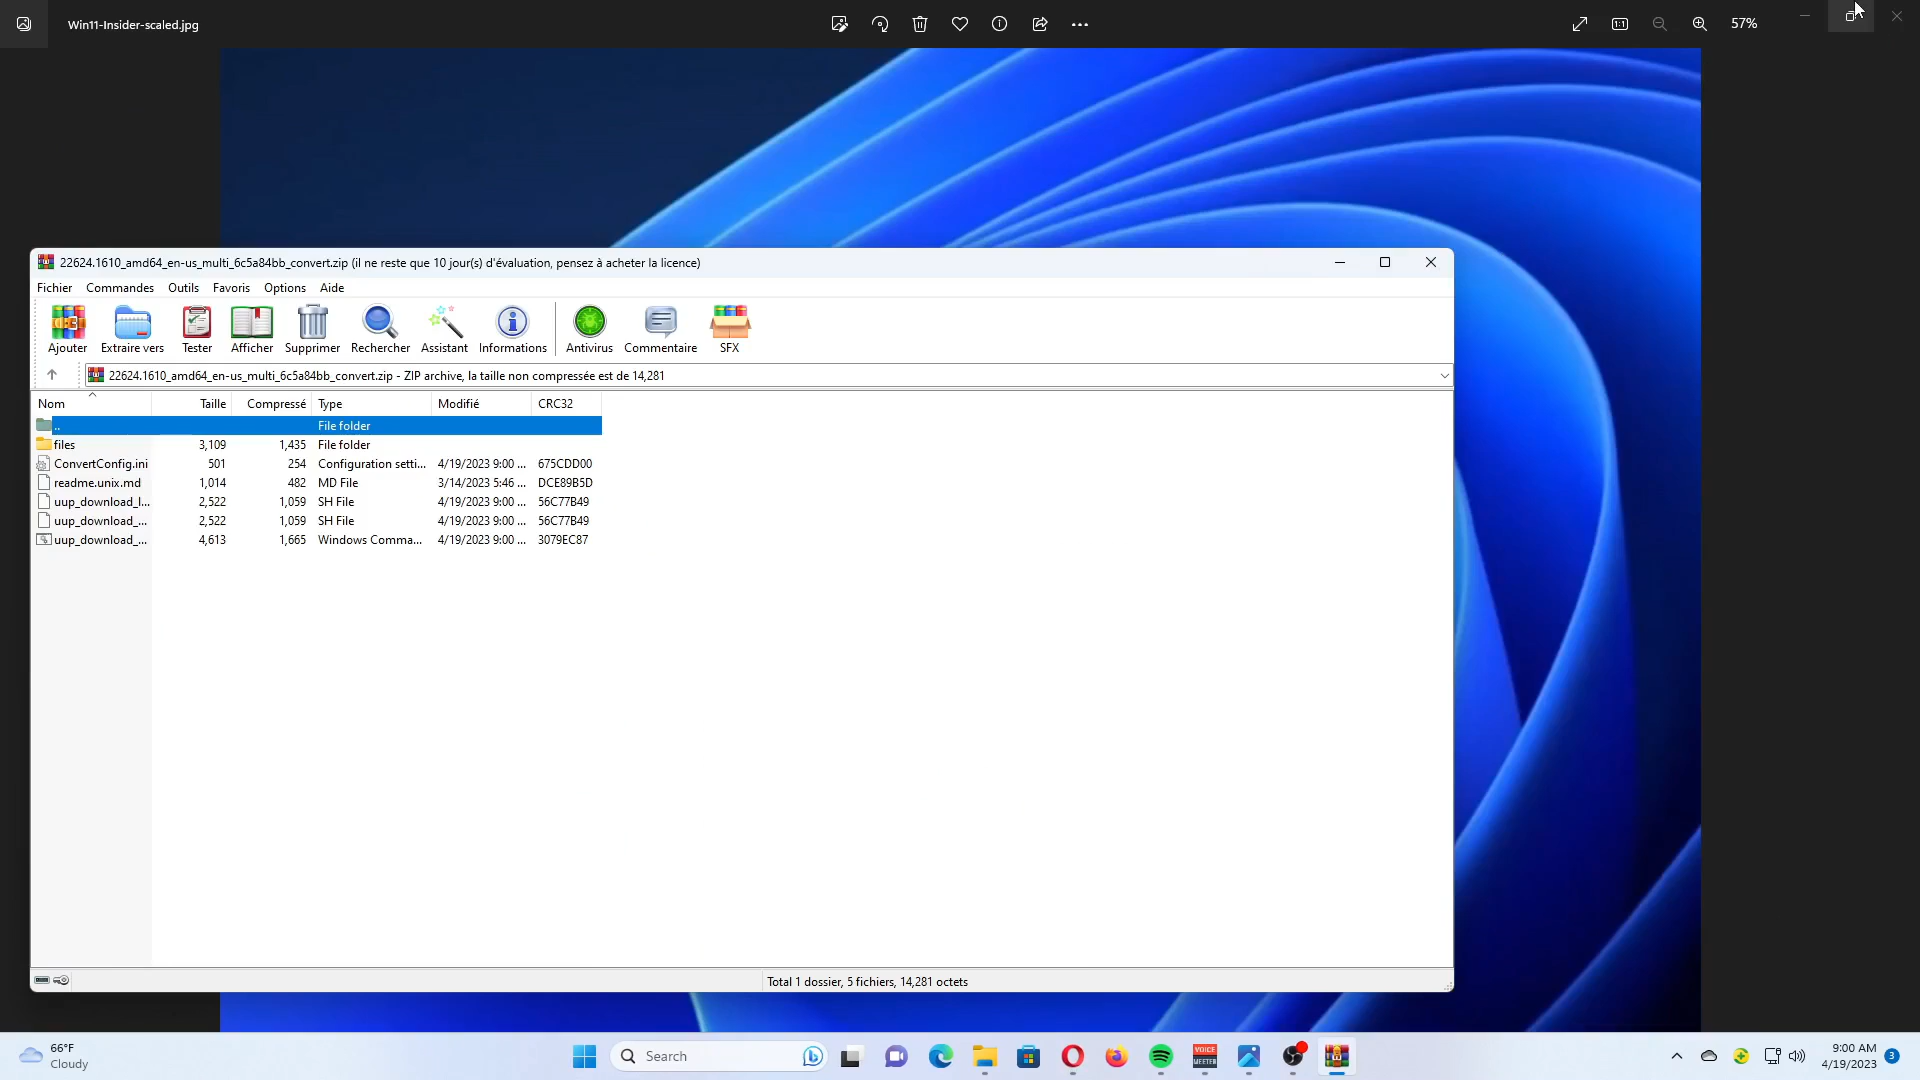 Win11-Insider-scaled.jpg
57%
22624.1610_amd64_en-us_multi_6c5a84bb_convert.zip (il ne reste que 10 jour(s) d'évaluation, pensez à acheter la licence)
Fichier Commandes Outils Favoris Options Aide
Ajouter Extraire vers Tester Afficher Supprimer Rechercher Assistant Informations Antivirus Commentaire SFX
22624.1610_amd64_en-us_multi_6c5a84bb_convert.zip - ZIP archive, la taille non compressée est de 14,281
Nom Taille Compressé Type Modifié CRC32
.. File folder
files 3,109 1,435 File folder
ConvertConfig.ini 501 254 Configuration setti... 4/19/2023 9:00 ... 675CDD00
readme.unix.md 1,014 482 MD File 3/14/2023 5:46 ... DCE89B5D
uup_download_l... 2,522 1,059 SH File 4/19/2023 9:00 ... 56C77B49
uup_download_... 2,522 1,059 SH File 4/19/2023 9:00 ... 56C77B49
uup_download_... 4,613 1,665 Windows Comma... 4/19/2023 9:00 ... 3079EC87
Total 1 dossier, 5 fichiers, 14,281 octets
66°F
Cloudy
Search
VOICE
MEETER
9:00 AM
4/19/2023
3